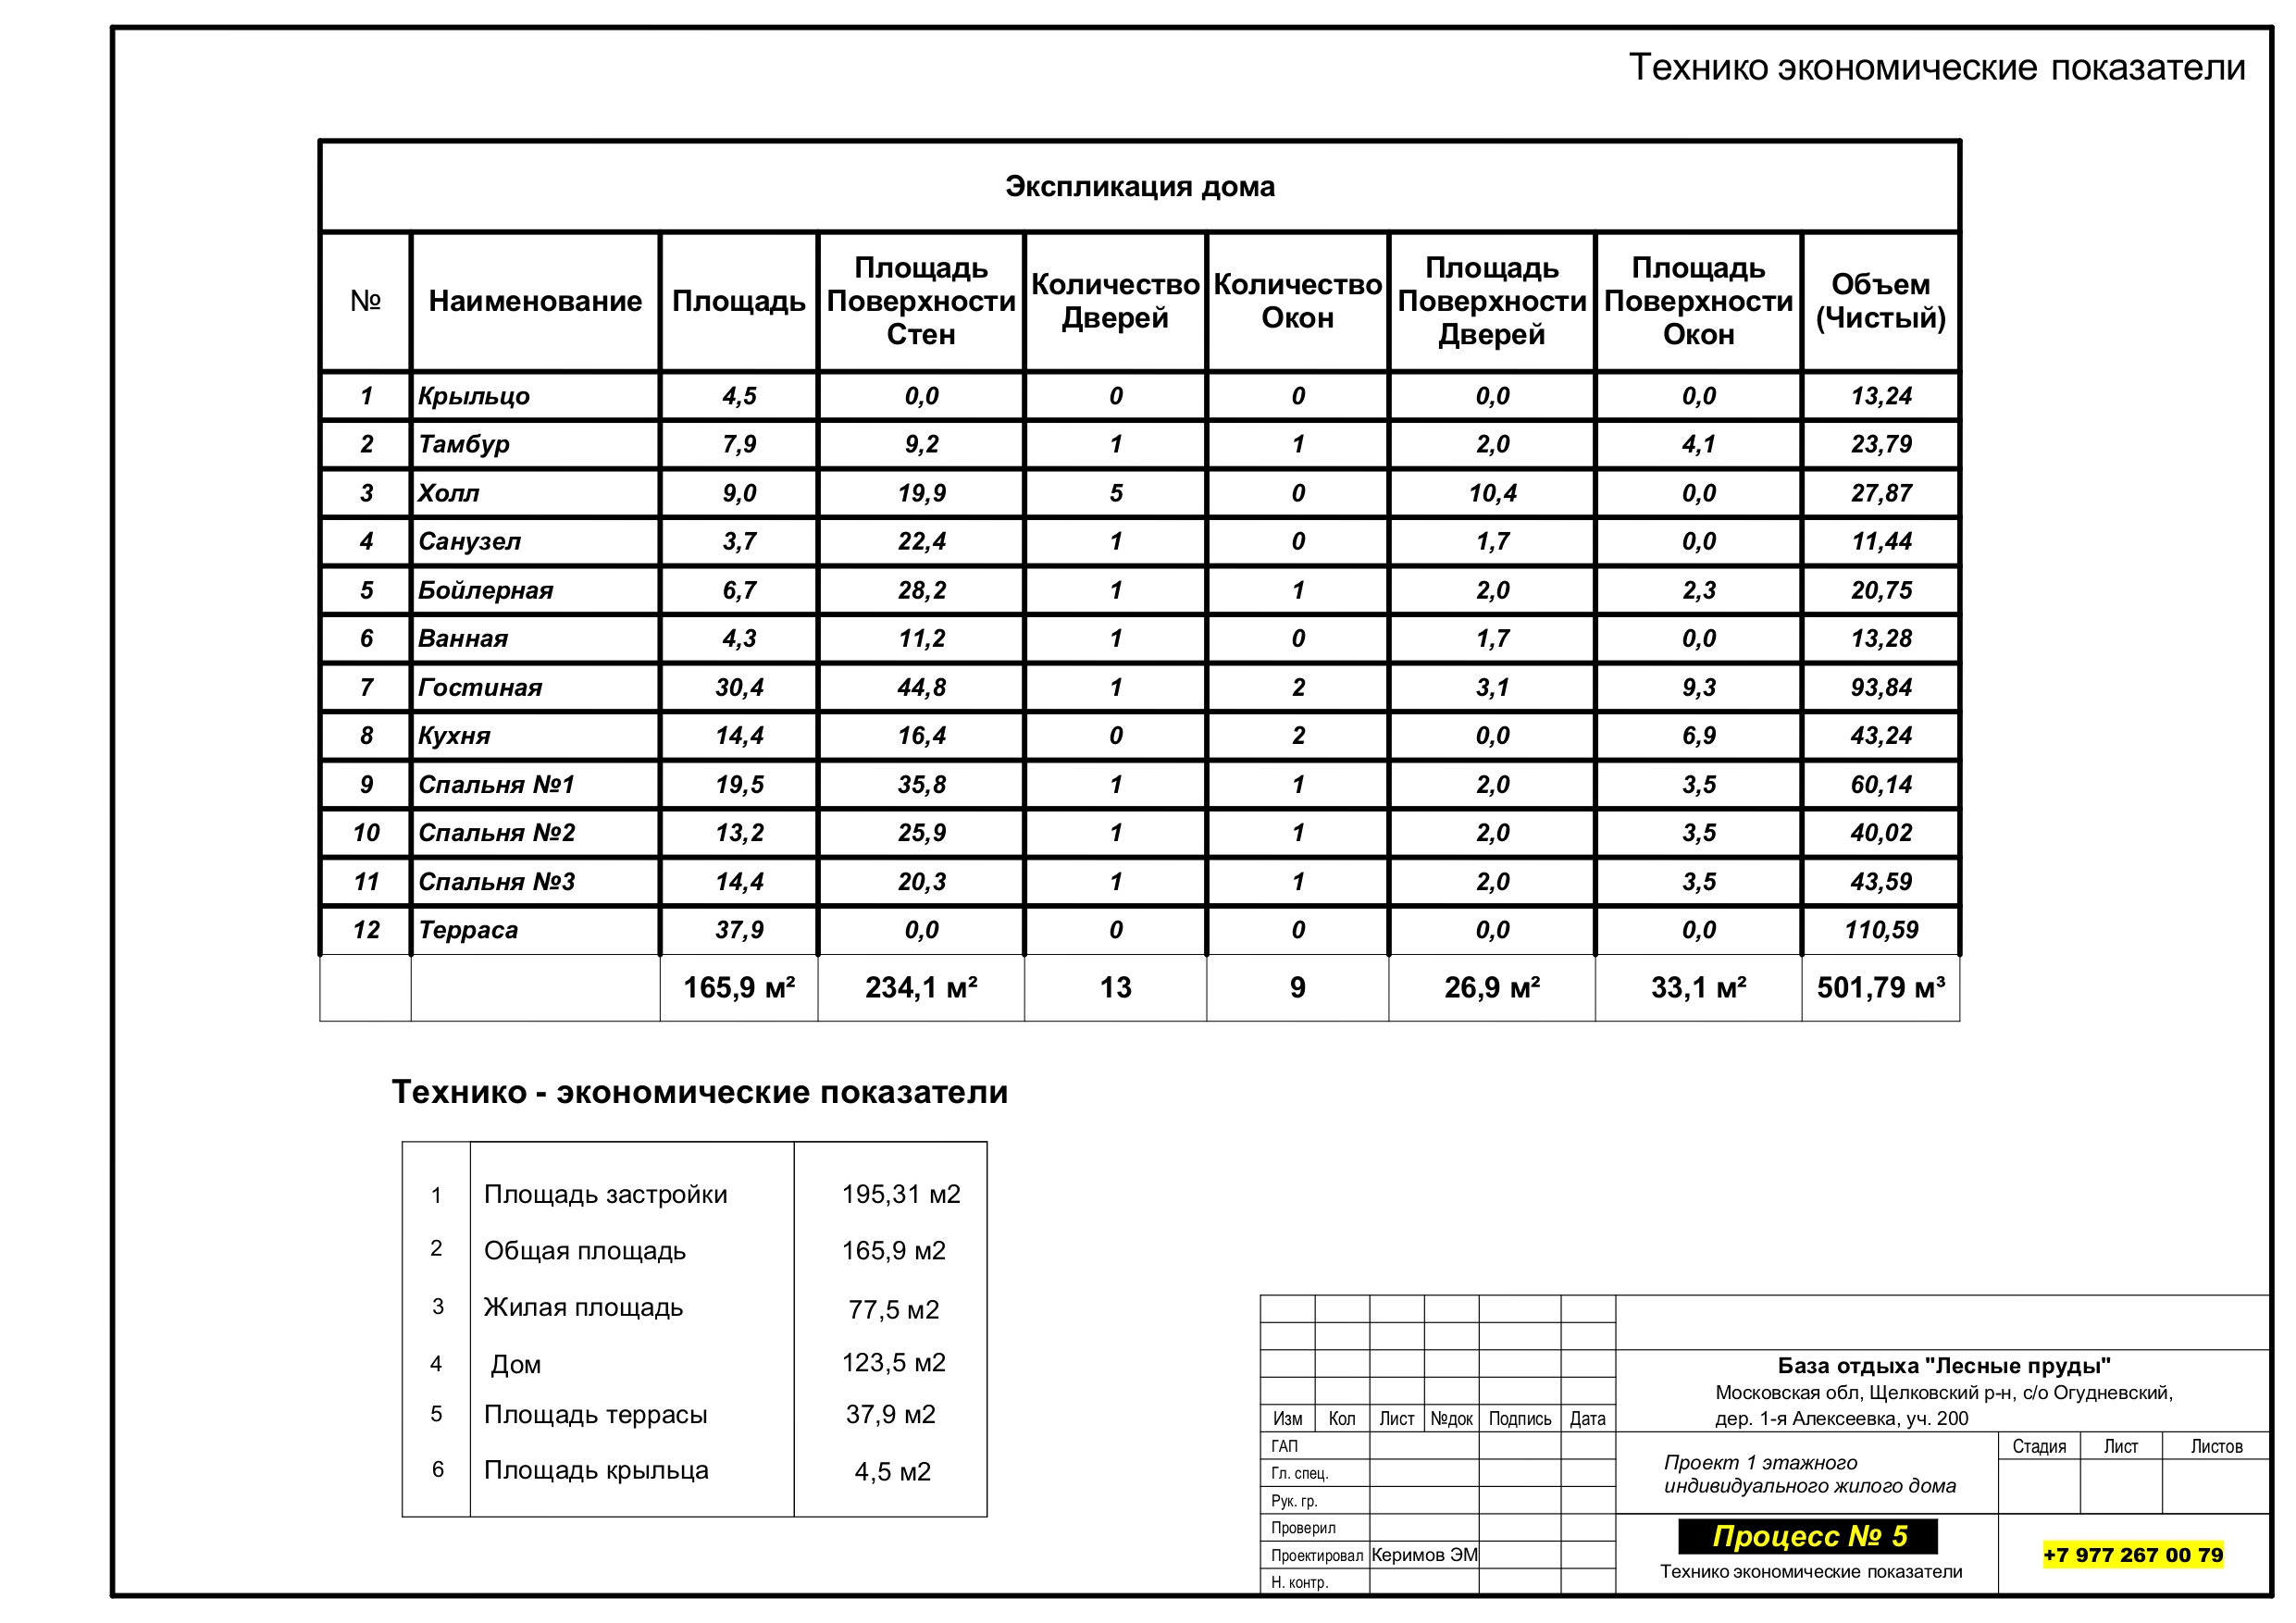 Технико экономические показатели
Экспликация дома
№ Наименование Площадь Площадь Поверхности Стен Количество Дверей Количество Окон Площадь Поверхности Дверей Площадь Поверхности Окон Объем (Чистый)
1 Крыльцо 4,5 0,0 0 0 0,0 0,0 13,24
2 Тамбур 7,9 9,2 1 1 2,0 4,1 23,79
3 Холл 9,0 19,9 5 0 10,4 0,0 27,87
4 Санузел 3,7 22,4 1 0 1,7 0,0 11,44
5 Бойлерная 6,7 28,2 1 1 2,0 2,3 20,75
6 Ванная 4,3 11,2 1 0 1,7 0,0 13,28
7 Гостиная 30,4 44,8 1 2 3,1 9,3 93,84
8 Кухня 14,4 16,4 0 2 0,0 6,9 43,24
9 Спальня №1 19,5 35,8 1 1 2,0 3,5 60,14
10 Спальня №2 13,2 25,9 1 1 2,0 3,5 40,02
11 Спальня №3 14,4 20,3 1 1 2,0 3,5 43,59
12 Терраса 37,9 0,0 0 0 0,0 0,0 110,59
165,9 м² 234,1 м² 13 9 26,9 м² 33,1 м² 501,79 м³
Технико - экономические показатели
1 Площадь застройки 195,31 м2
2 Общая площадь 165,9 м2
3 Жилая площадь 77,5 м2
4 Дом 123,5 м2
5 Площадь террасы 37,9 м2
6 Площадь крыльца 4,5 м2
База отдыха "Лесные пруды"
Московская обл, Щелковский р-н, с/о Огудневский,
дер. 1-я Алексеевка, уч. 200
Изм Кол Лист №док Подпись Дата
ГАП
Гл. спец.
Рук. гр.
Проверил
Проектировал Керимов ЭМ
Н. контр.
Проект 1 этажного
индивидуального жилого дома
Стадия Лист Листов
Процесс № 5
Технико экономические показатели
+7 977 267 00 79